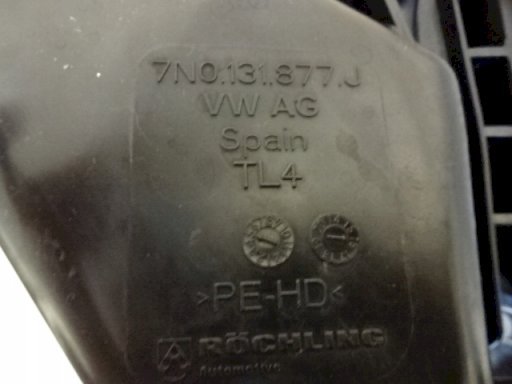 7N0.131.877.J
VW AG
Spain
TL4
>PE-HD<
RÖCHLING
Automotive